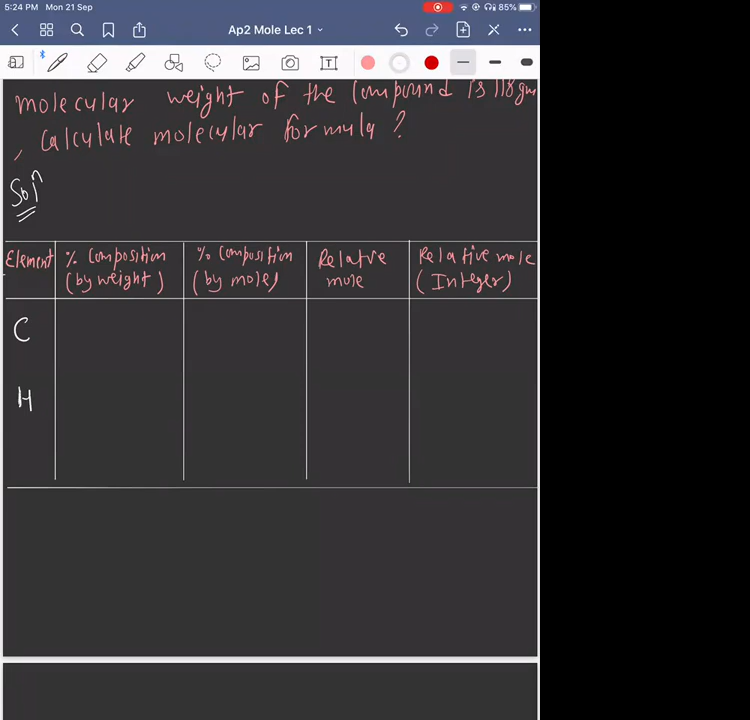 5:24 PM Mon 21 Sep 85%
Ap2 Mole Lec 1
T
molecular weight of the compound is 118gm
, calculate molecular formula ?
Solⁿ
Element % composition (by weight) % composition (by mole) Relatve mole Relative mole (Integer)
C
H